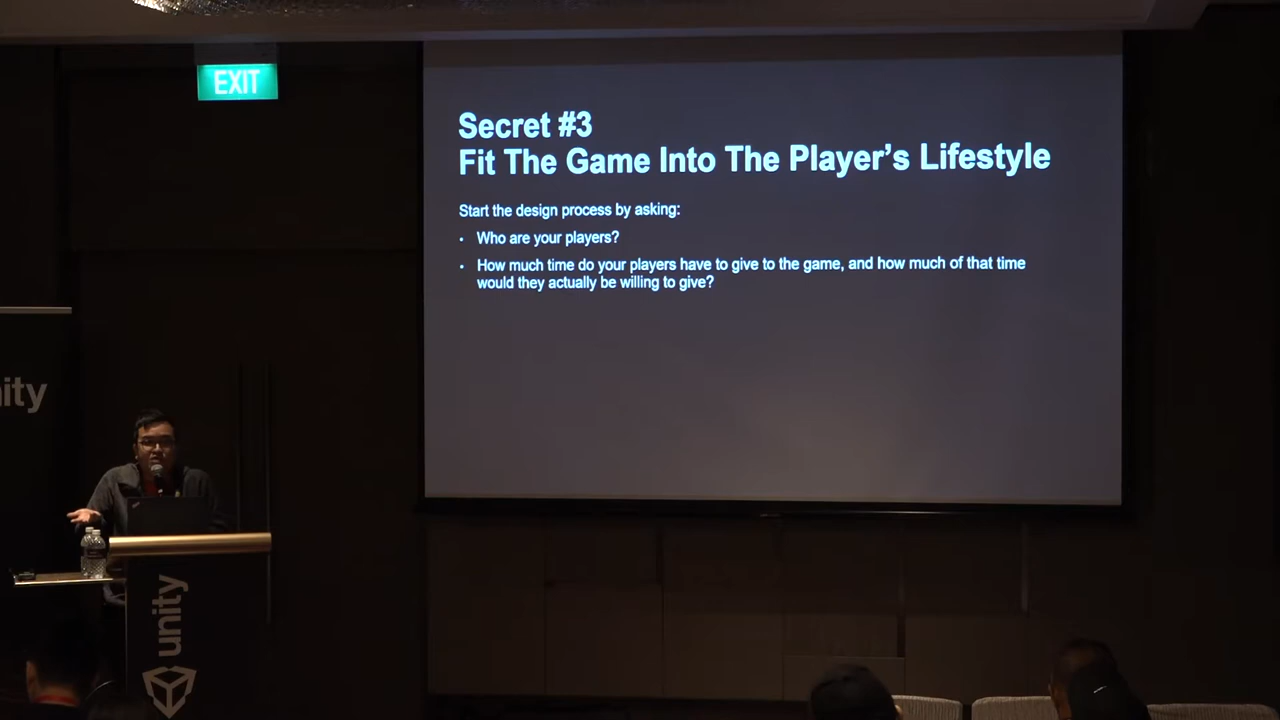 EXIT
Secret #3
Fit The Game Into The Player's Lifestyle
Start the design process by asking:
• Who are your players?
• How much time do your players have to give to the game, and how much of that time
would they actually be willing to give?
ity
unity